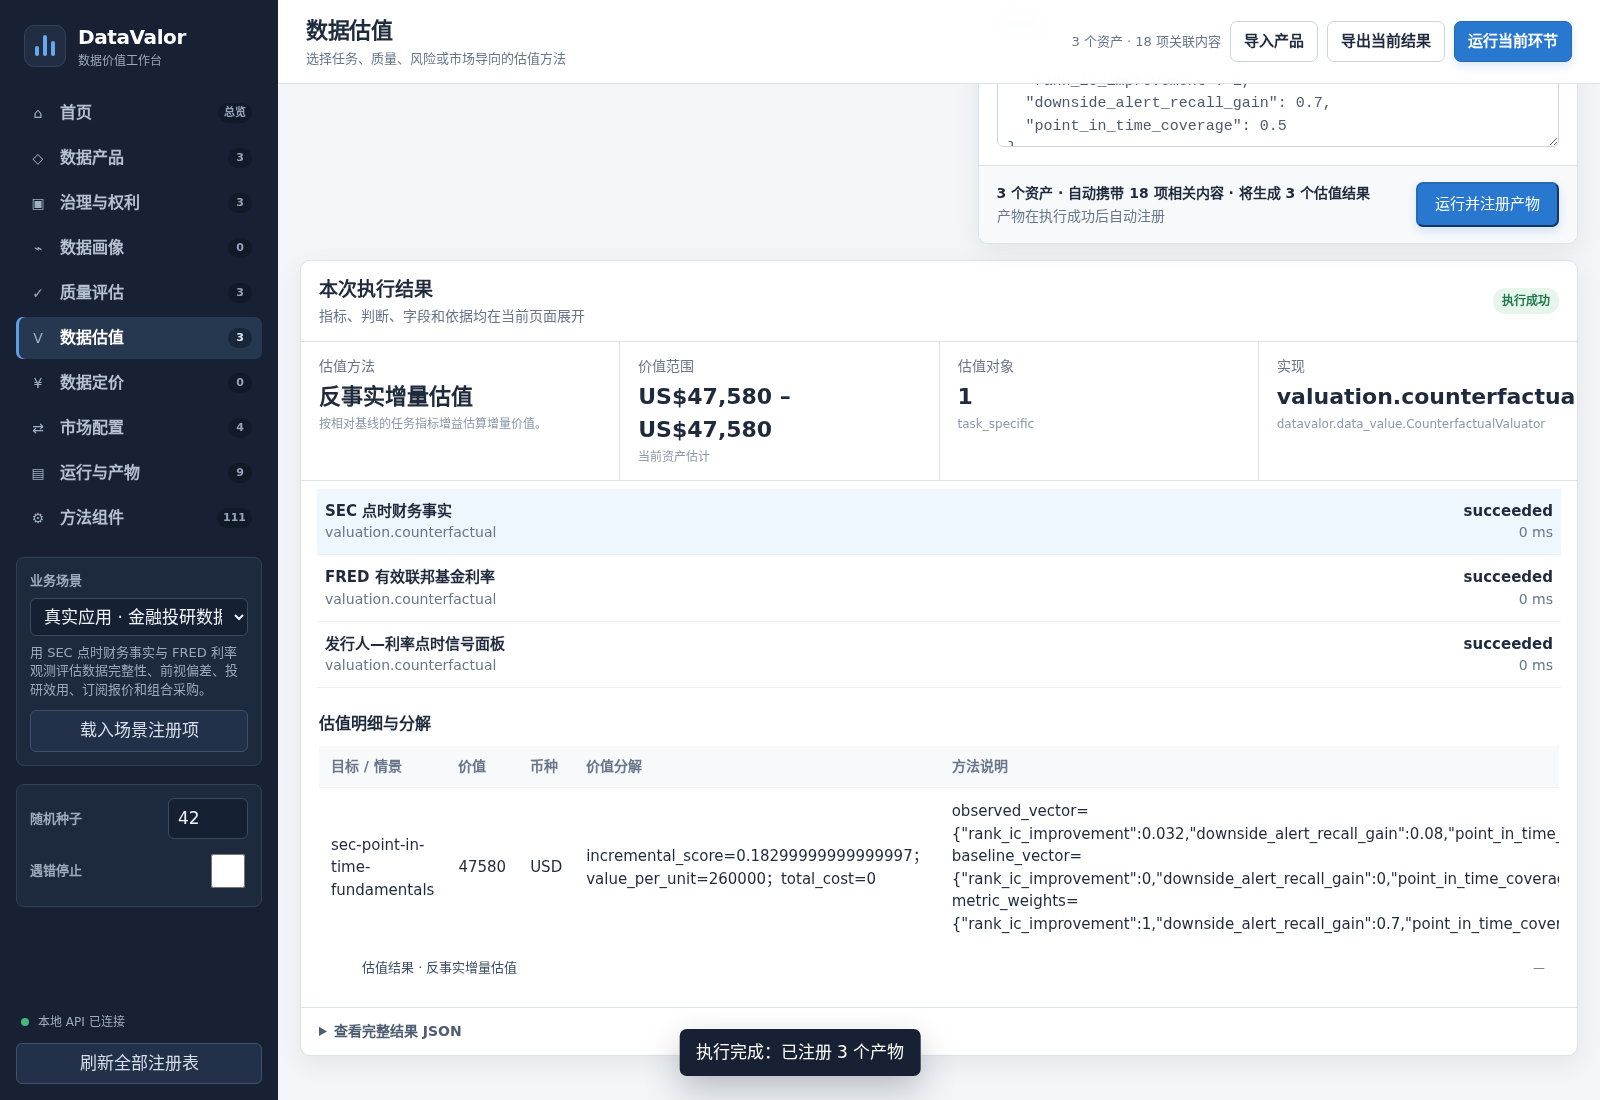 DataValor
数据价值工作台
首页 总览
数据产品 3
治理与权利 3
数据画像 0
质量评估 3
数据估值 3
数据定价 0
市场配置 4
运行与产物 9
方法组件 111
业务场景
真实应用 · 金融投研数据
用 SEC 点时财务事实与 FRED 利率
观测评估数据完整性、前视偏差、投
研效用、订阅报价和组合采购。
载入场景注册项
随机种子 42
遇错停止
本地 API 已连接
刷新全部注册表
数据估值
选择任务、质量、风险或市场导向的估值方法
3 个资产 · 18 项关联内容
导入产品
导出当前结果
运行当前环节
"downside_alert_recall_gain": 0.7,
"point_in_time_coverage": 0.5
}
3 个资产 · 自动携带 18 项相关内容 · 将生成 3 个估值结果
产物在执行成功后自动注册
运行并注册产物
本次执行结果
指标、判断、字段和依据均在当前页面展开
执行成功
估值方法
反事实增量估值
按相对基线的任务指标增益估算增量价值。
价值范围
US$47,580 –
US$47,580
当前资产估计
估值对象
1
task_specific
实现
valuation.counterfactua
datavalor.data_value.CounterfactualValuator
SEC 点时财务事实 succeeded
valuation.counterfactual 0 ms
FRED 有效联邦基金利率 succeeded
valuation.counterfactual 0 ms
发行人—利率点时信号面板 succeeded
valuation.counterfactual 0 ms
估值明细与分解
目标 / 情景 价值 币种 价值分解 方法说明
sec-point-in-
time-
fundamentals
47580
USD
incremental_score=0.18299999999999997；
value_per_unit=260000；total_cost=0
observed_vector=
{"rank_ic_improvement":0.032,"downside_alert_recall_gain":0.08,"point_in_time_
baseline_vector=
{"rank_ic_improvement":0,"downside_alert_recall_gain":0,"point_in_time_coverag
metric_weights=
{"rank_ic_improvement":1,"downside_alert_recall_gain":0.7,"point_in_time_cover
估值结果 · 反事实增量估值 —
查看完整结果 JSON
执行完成：已注册 3 个产物